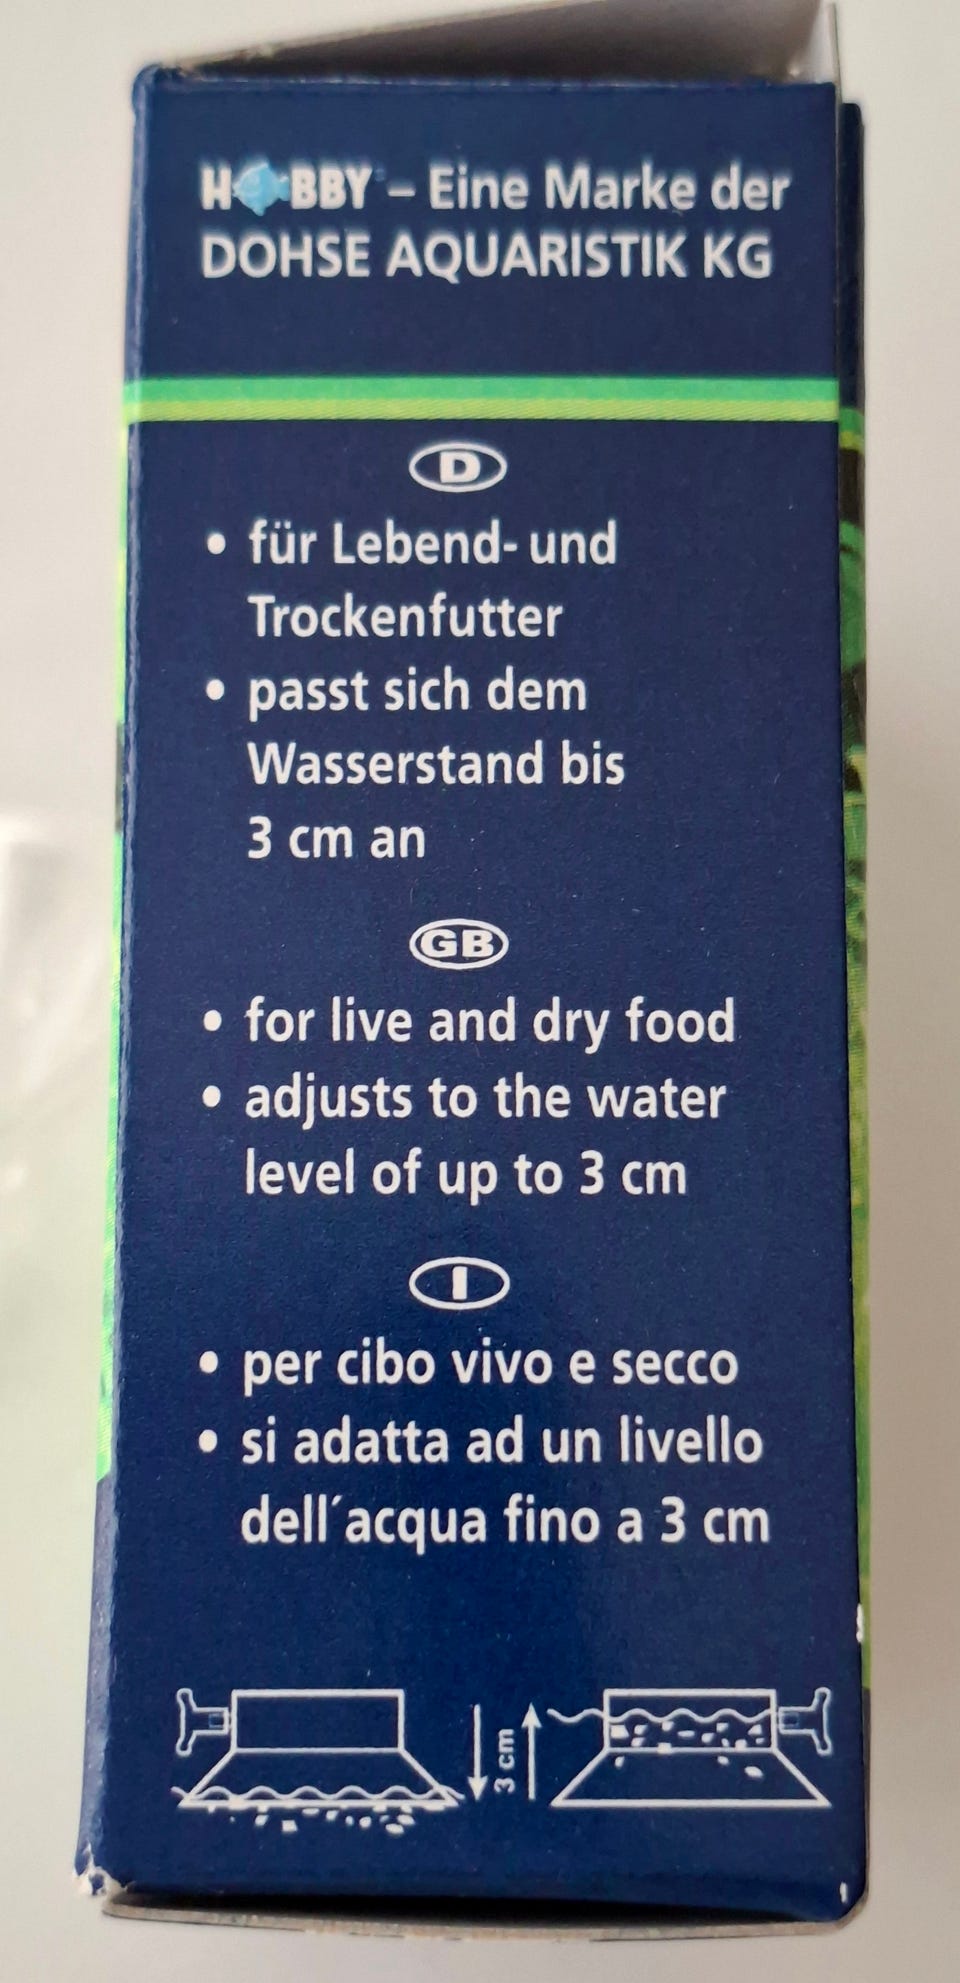 HOBBY – Eine Marke der
DOHSE AQUARISTIK KG
D
• für Lebend- und
Trockenfutter
• passt sich dem
Wasserstand bis
3 cm an
GB
• for live and dry food
• adjusts to the water
level of up to 3 cm
I
• per cibo vivo e secco
• si adatta ad un livello
dell´acqua fino a 3 cm
3 cm